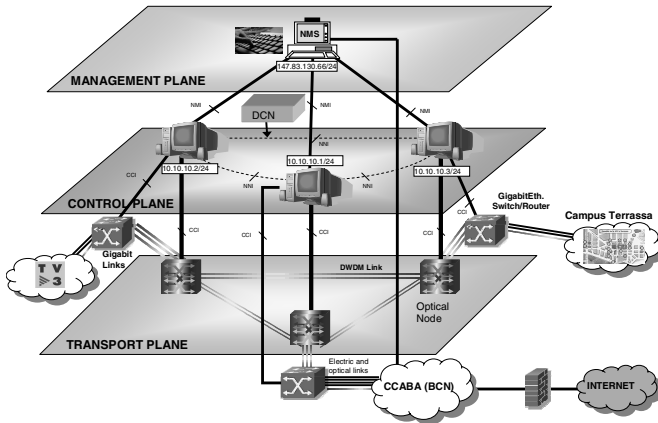 NMS
147.83.130.66/24
MANAGEMENT PLANE
NMI
NMI
NMI
DCN
NNI
10.10.10.1/24
10.10.10.2/24
10.10.10.3/24
CCI
NNI
NNI
CCI
CONTROL PLANE
GigabitEth.
Switch/Router
Campus Terrassa
Gigabit
Links
CCI
CCI
CCI
CCI
TV
3
DWDM Link
Optical
Node
TRANSPORT PLANE
Electric and
optical links
CCABA (BCN)
INTERNET